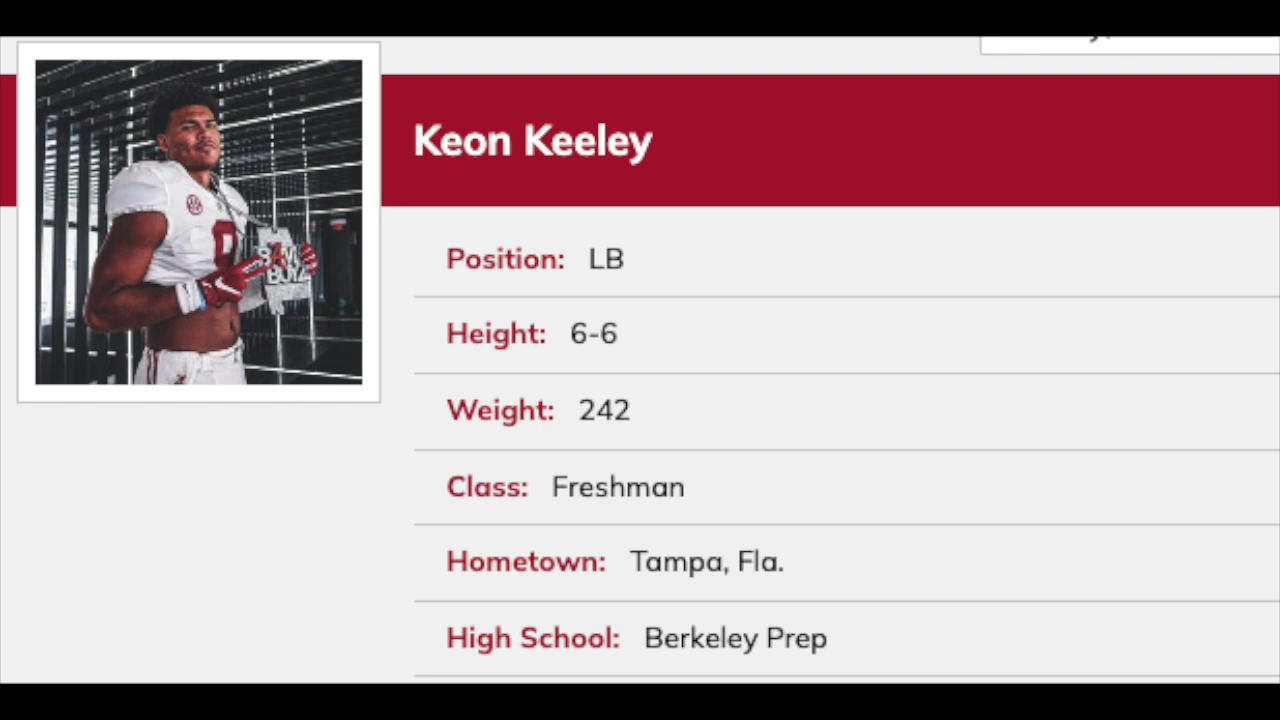 Keon Keeley
Position: LB
Height: 6-6
Weight: 242
Class: Freshman
Hometown: Tampa, Fla.
High School: Berkeley Prep